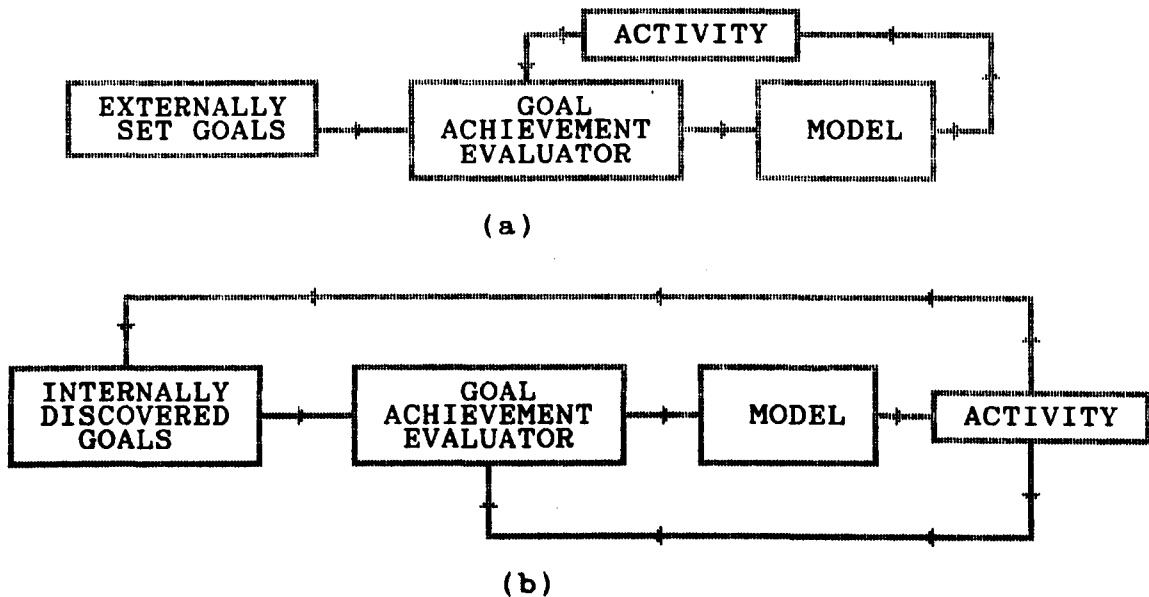 ACTIVITY
EXTERNALLY
SET GOALS
GOAL
ACHIEVEMENT
EVALUATOR
MODEL
(a)
INTERNALLY
DISCOVERED
GOALS
GOAL
ACHIEVEMENT
EVALUATOR
MODEL
ACTIVITY
(b)